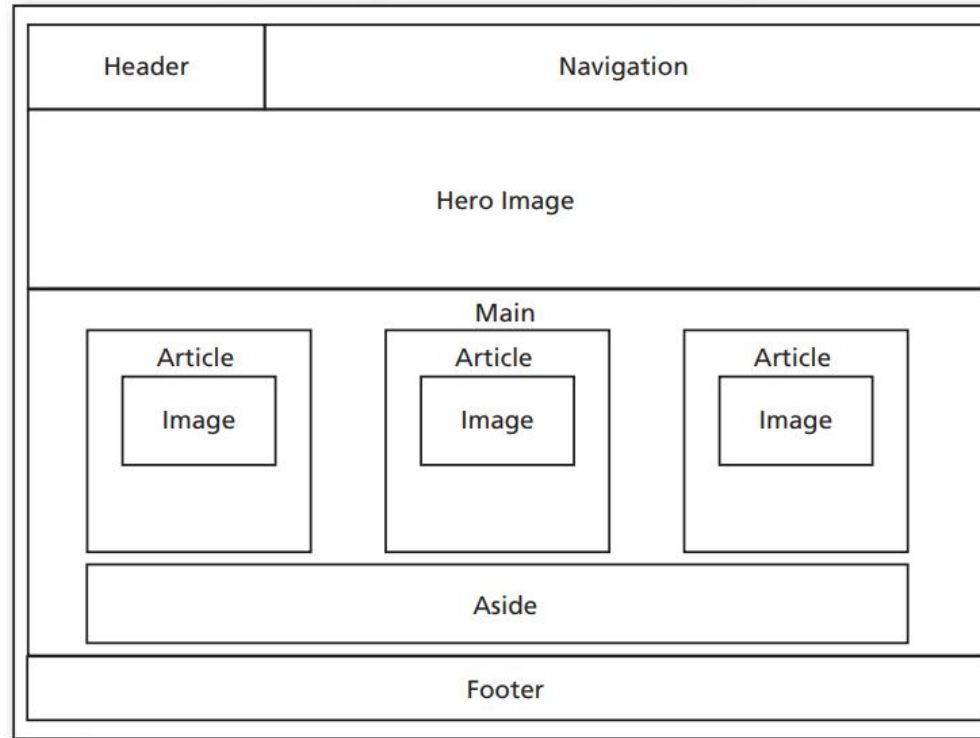 Header
Navigation
Hero Image
Main
Article
Article
Article
Image
Image
Image
Aside
Footer